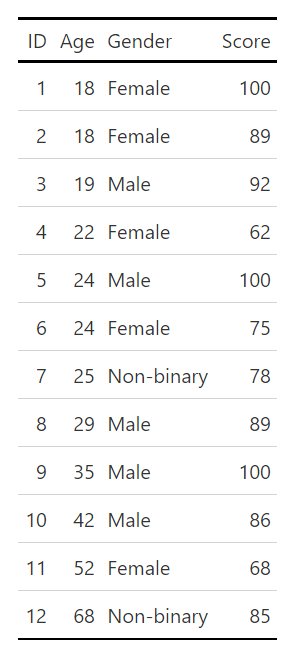 ID Age Gender Score
1 18 Female 100
2 18 Female 89
3 19 Male 92
4 22 Female 62
5 24 Male 100
6 24 Female 75
7 25 Non-binary 78
8 29 Male 89
9 35 Male 100
10 42 Male 86
11 52 Female 68
12 68 Non-binary 85